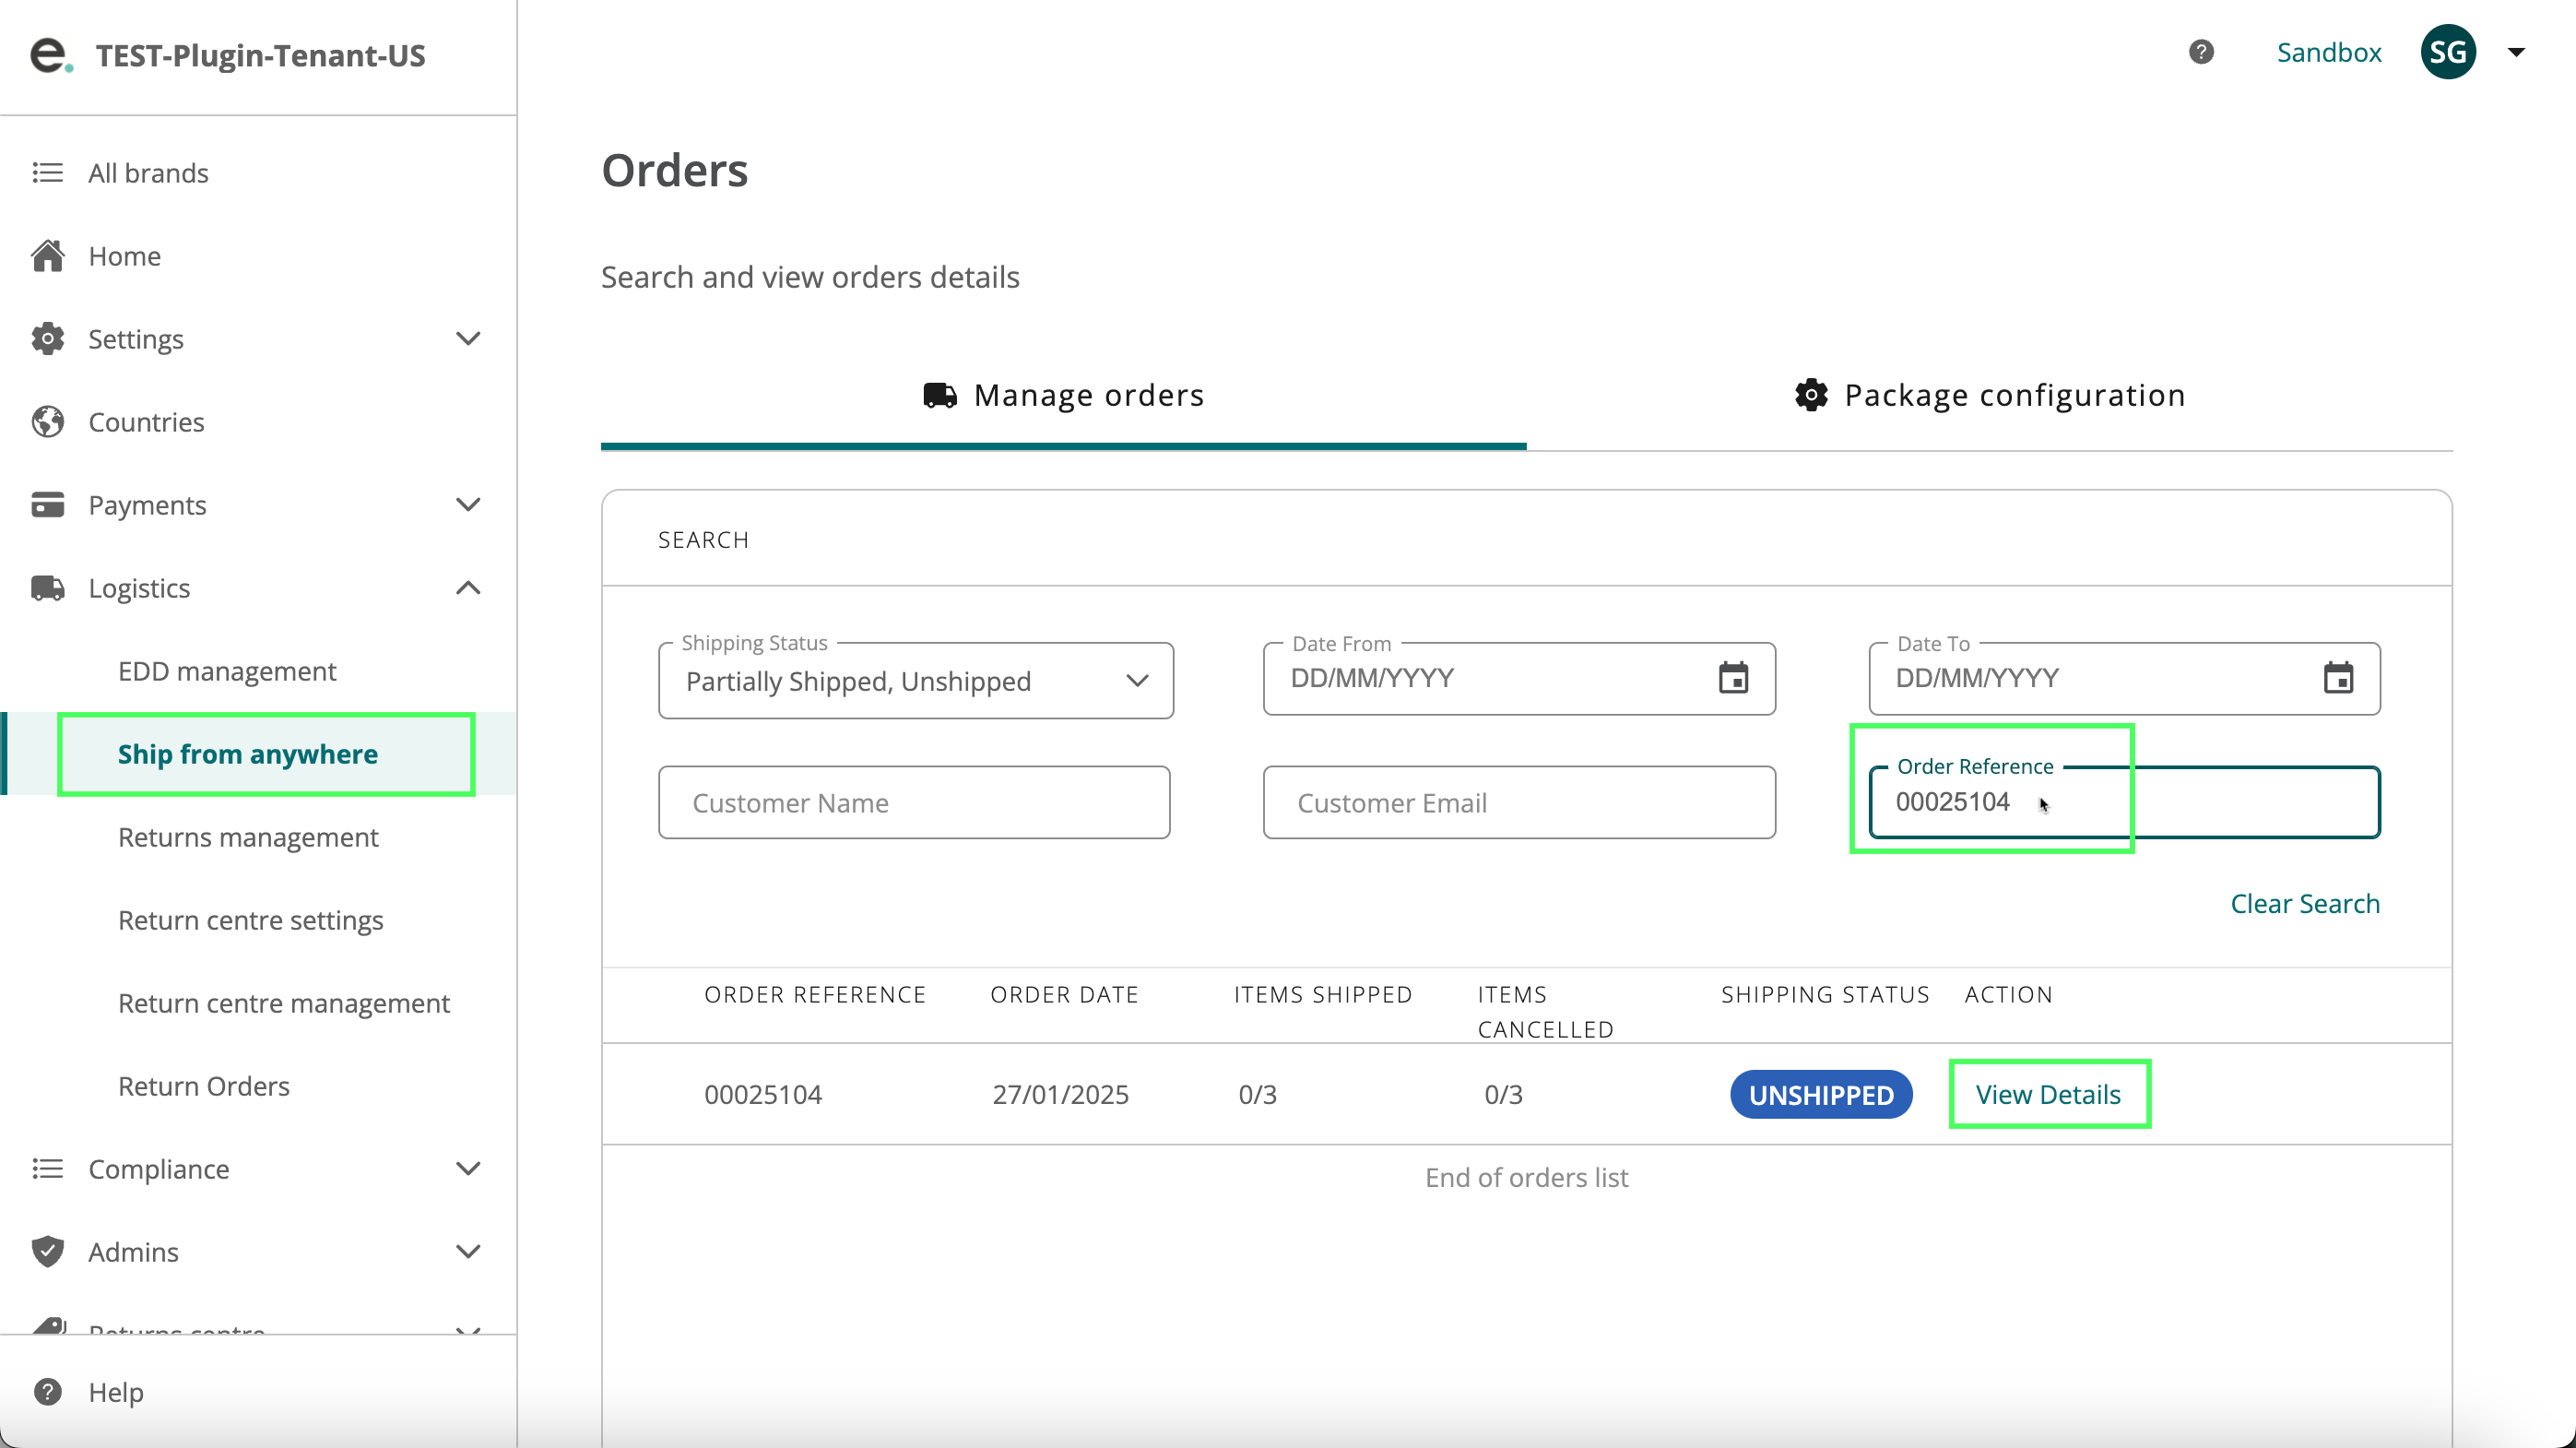 e. TEST-Plugin-Tenant-US
Sandbox SG
All brands
Home
Settings
Countries
Payments
Logistics
EDD management
Ship from anywhere
Returns management
Return centre settings
Return centre management
Return Orders
Compliance
Admins
Returns centre
Help
Orders
Search and view orders details
Manage orders Package configuration
SEARCH
Shipping Status Date From Date To
Partially Shipped, Unshipped DD/MM/YYYY DD/MM/YYYY
Order Reference
Customer Name Customer Email 00025104
Clear Search
ORDER REFERENCE ORDER DATE ITEMS SHIPPED ITEMS SHIPPING STATUS ACTION
CANCELLED
00025104 27/01/2025 0/3 0/3 UNSHIPPED View Details
End of orders list